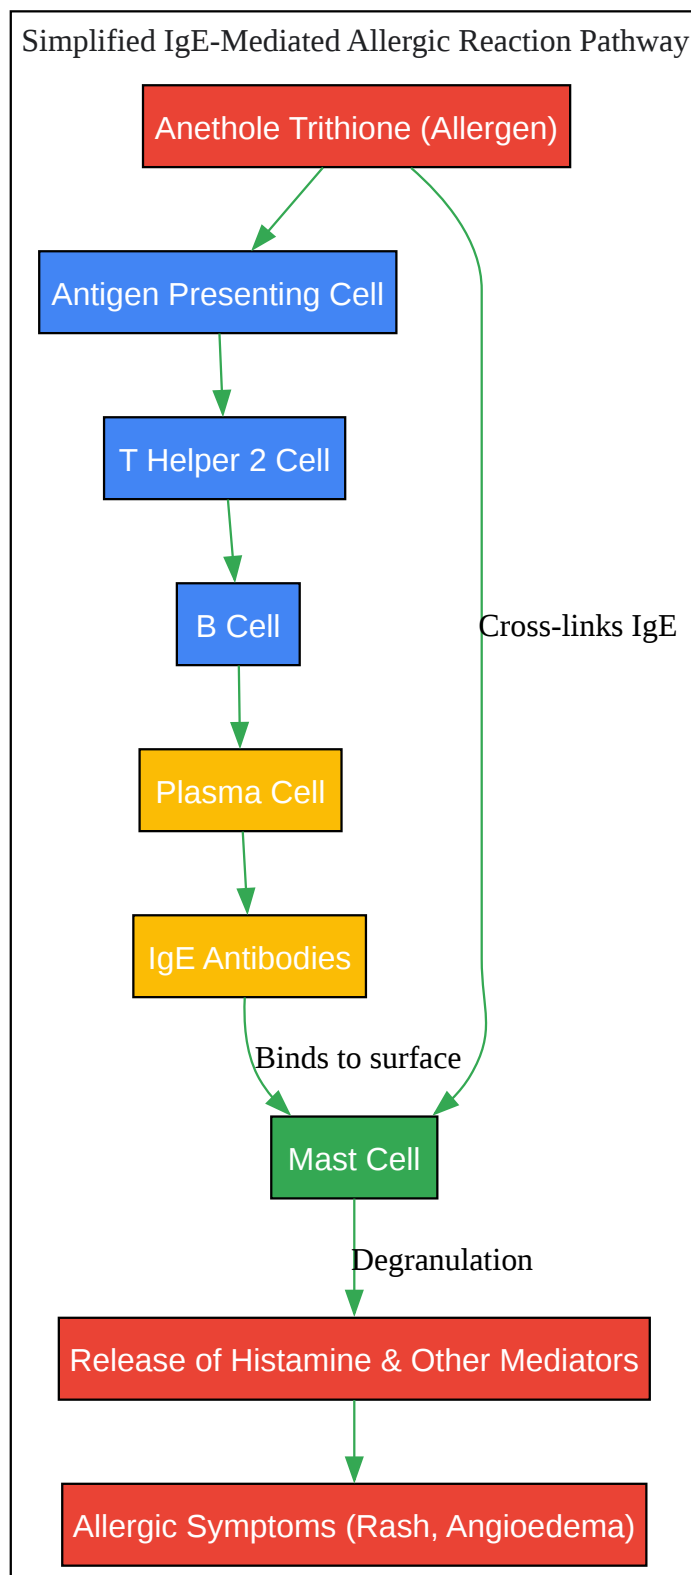 Simplified IgE-Mediated Allergic Reaction Pathway
Anethole Trithione (Allergen)
Antigen Presenting Cell
T Helper 2 Cell
B Cell
Cross-links IgE
Plasma Cell
IgE Antibodies
Binds to surface
Mast Cell
Degranulation
Release of Histamine & Other Mediators
Allergic Symptoms (Rash, Angioedema)